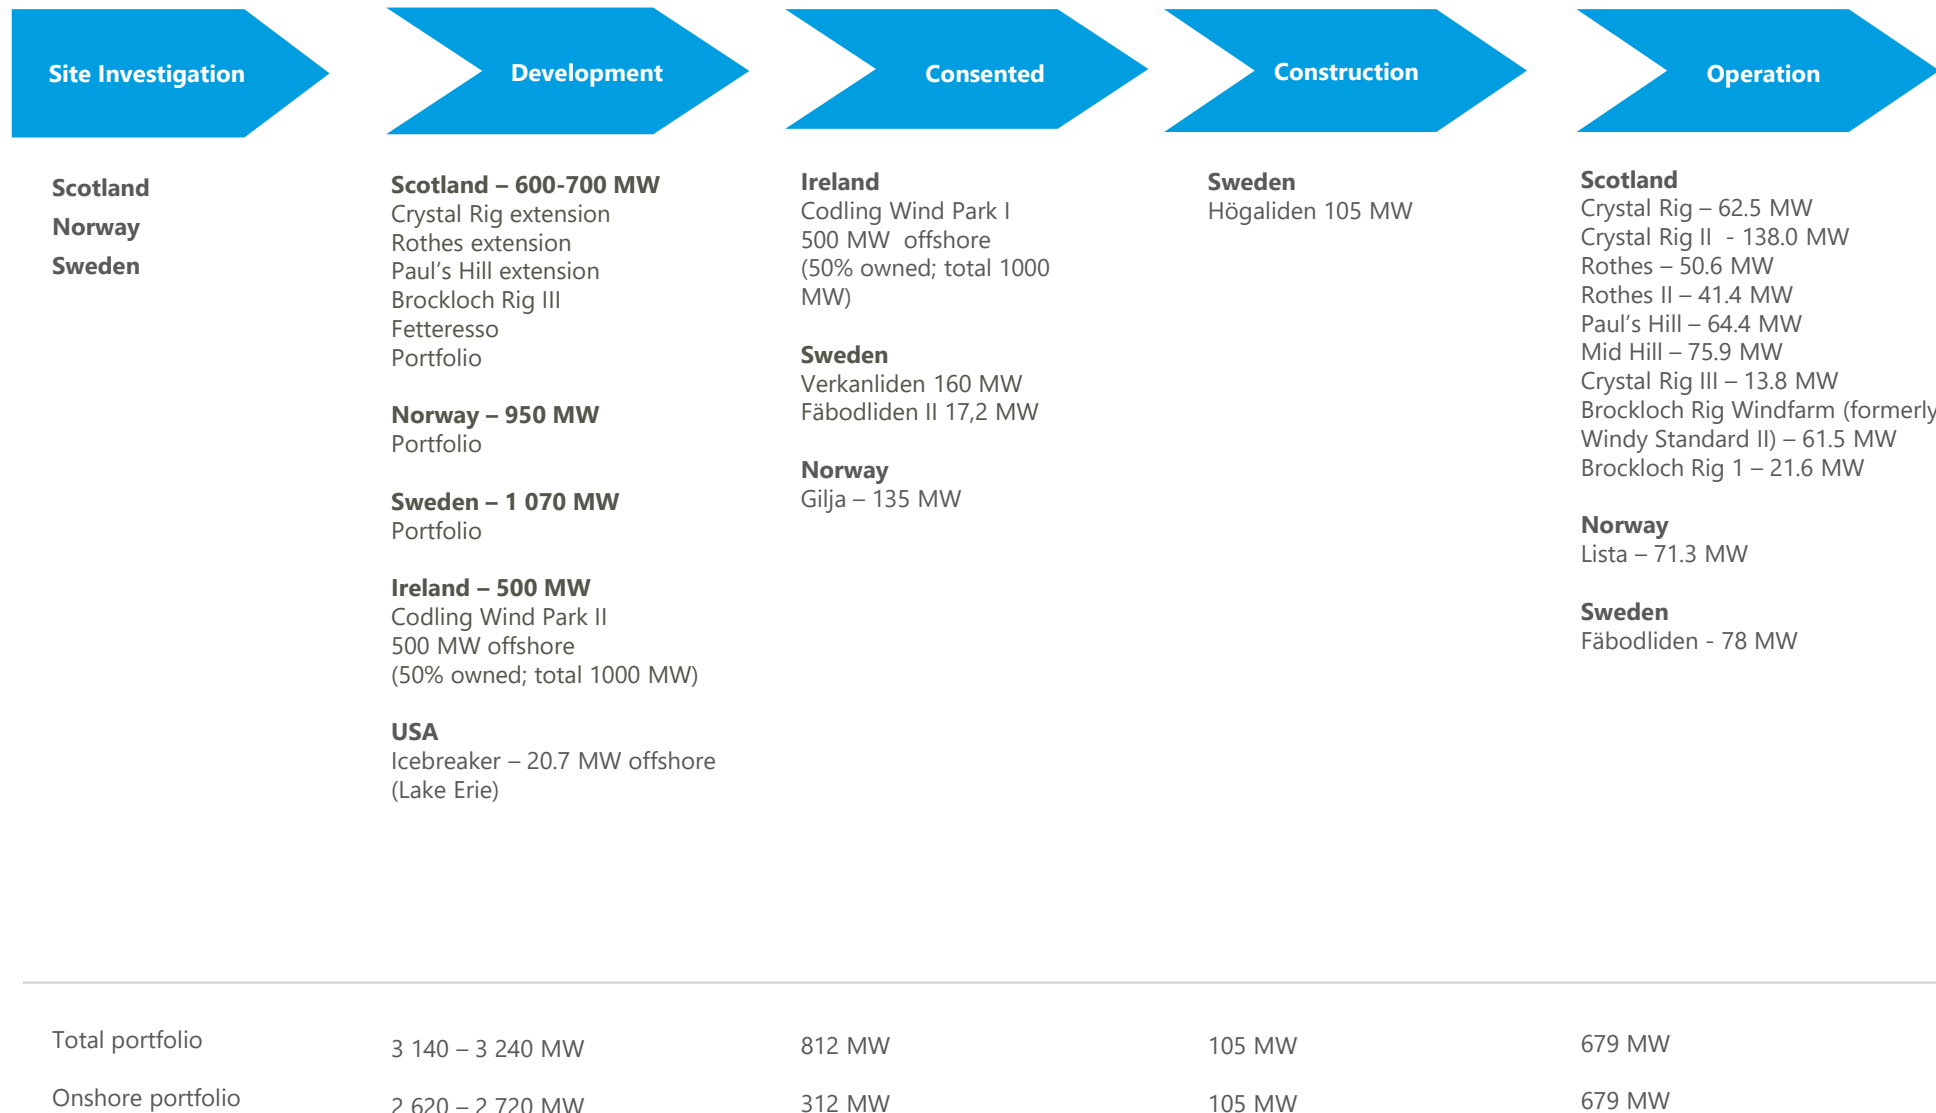 Site Investigation
Development
Consented
Construction
Operation
Scotland
Norway
Sweden
Scotland – 600-700 MW
Crystal Rig extension
Rothes extension
Paul's Hill extension
Brockloch Rig III
Fetteresso
Portfolio
Norway – 950 MW
Portfolio
Sweden – 1 070 MW
Portfolio
Ireland – 500 MW
Codling Wind Park II
500 MW offshore
(50% owned; total 1000 MW)
USA
Icebreaker – 20.7 MW offshore
(Lake Erie)
Ireland
Codling Wind Park I
500 MW  offshore
(50% owned; total 1000
MW)
Sweden
Verkanliden 160 MW
Fäbodliden II 17,2 MW
Norway
Gilja – 135 MW
Sweden
Högaliden 105 MW
Scotland
Crystal Rig – 62.5 MW
Crystal Rig II  - 138.0 MW
Rothes – 50.6 MW
Rothes II – 41.4 MW
Paul's Hill – 64.4 MW
Mid Hill – 75.9 MW
Crystal Rig III – 13.8 MW
Brockloch Rig Windfarm (formerly
Windy Standard II) – 61.5 MW
Brockloch Rig 1 – 21.6 MW
Norway
Lista – 71.3 MW
Sweden
Fäbodliden - 78 MW
Total portfolio
3 140 – 3 240 MW
812 MW
105 MW
679 MW
Onshore portfolio
2 620 – 2 720 MW
312 MW
105 MW
679 MW